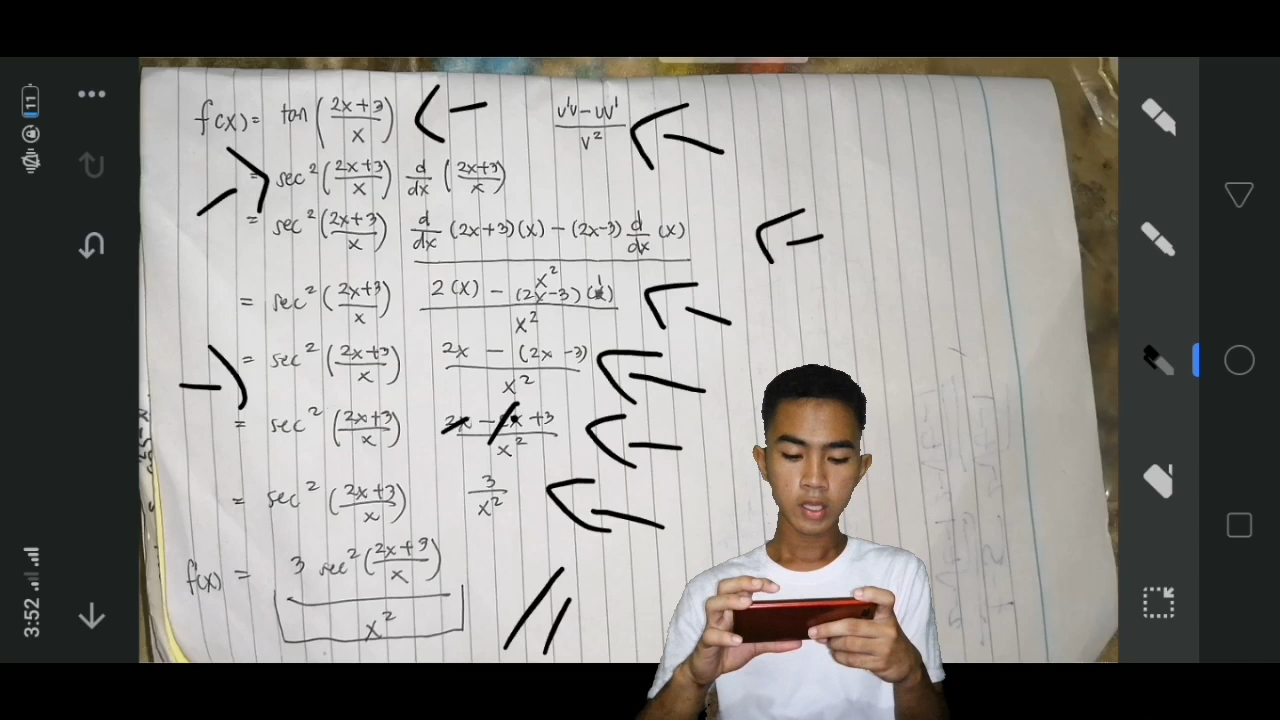 f(x) = tan (2x+3/x)
u'v - uv'/v²
= sec² (2x+3/x) d/dx (2x+3/x)
= sec² (2x+3/x) d/dx (2x+3)(x) - (2x-3) d/dx (x) / x²
= sec² (2x+3/x) 2(x) - (2x-3)(1) / x²
= sec² (2x+3/x) 2x - (2x-3) / x²
= sec² (2x+3/x) 2x - 2x + 3 / x²
= sec² (2x+3/x) 3/x²
f'(x) = 3 sec² (2x+3/x) / x²
11
3:52